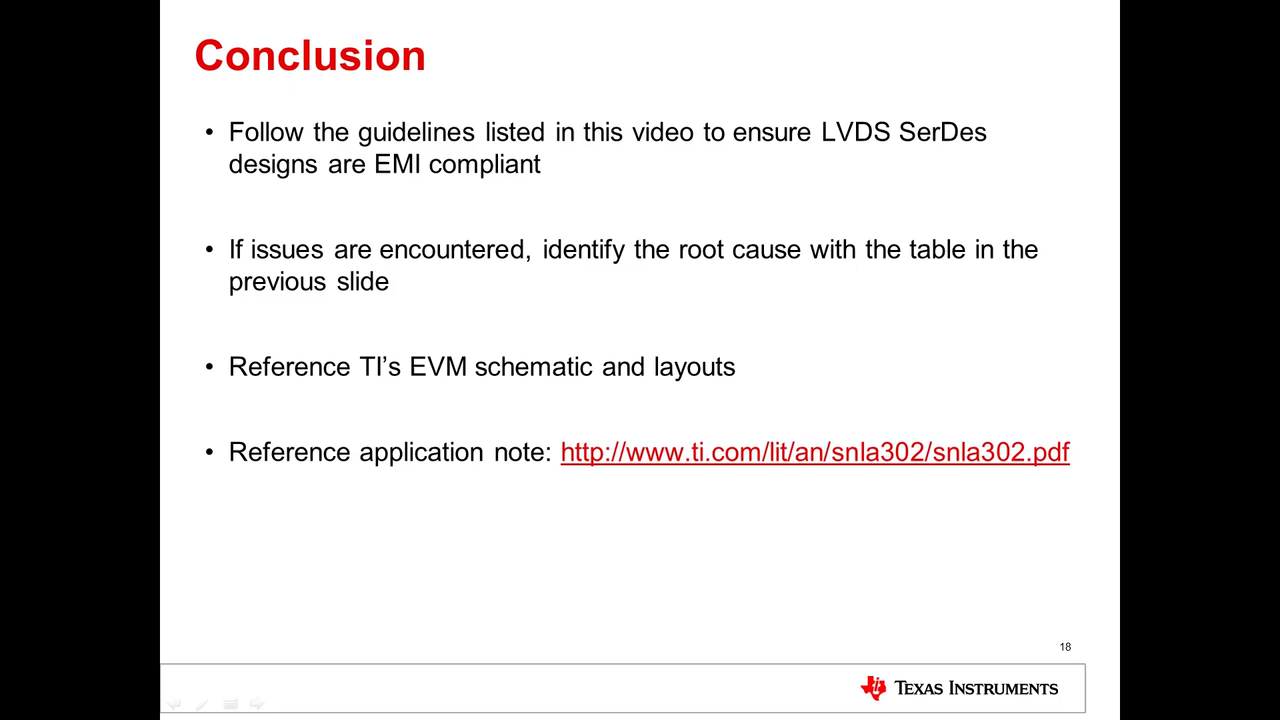 Conclusion
• Follow the guidelines listed in this video to ensure LVDS SerDes
designs are EMI compliant
• If issues are encountered, identify the root cause with the table in the
previous slide
• Reference TI’s EVM schematic and layouts
• Reference application note: http://www.ti.com/lit/an/snla302/snla302.pdf
18
TEXAS INSTRUMENTS